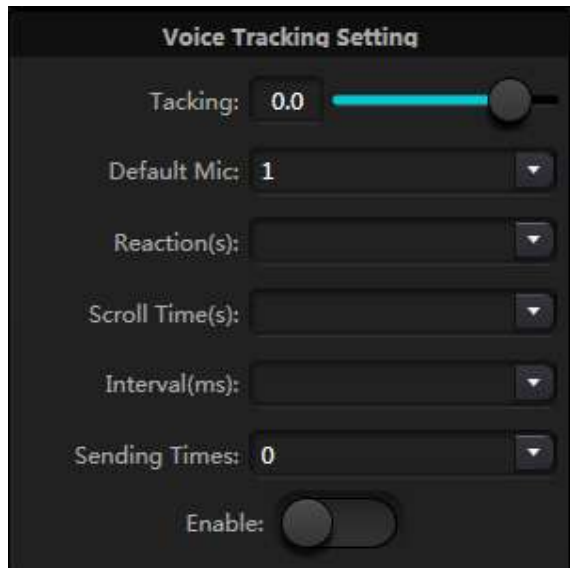 Voice Tracking Setting
Tacking: 0.0
Default Mic: 1
Reaction(s):
Scroll Time(s):
Interval(ms):
Sending Times: 0
Enable: